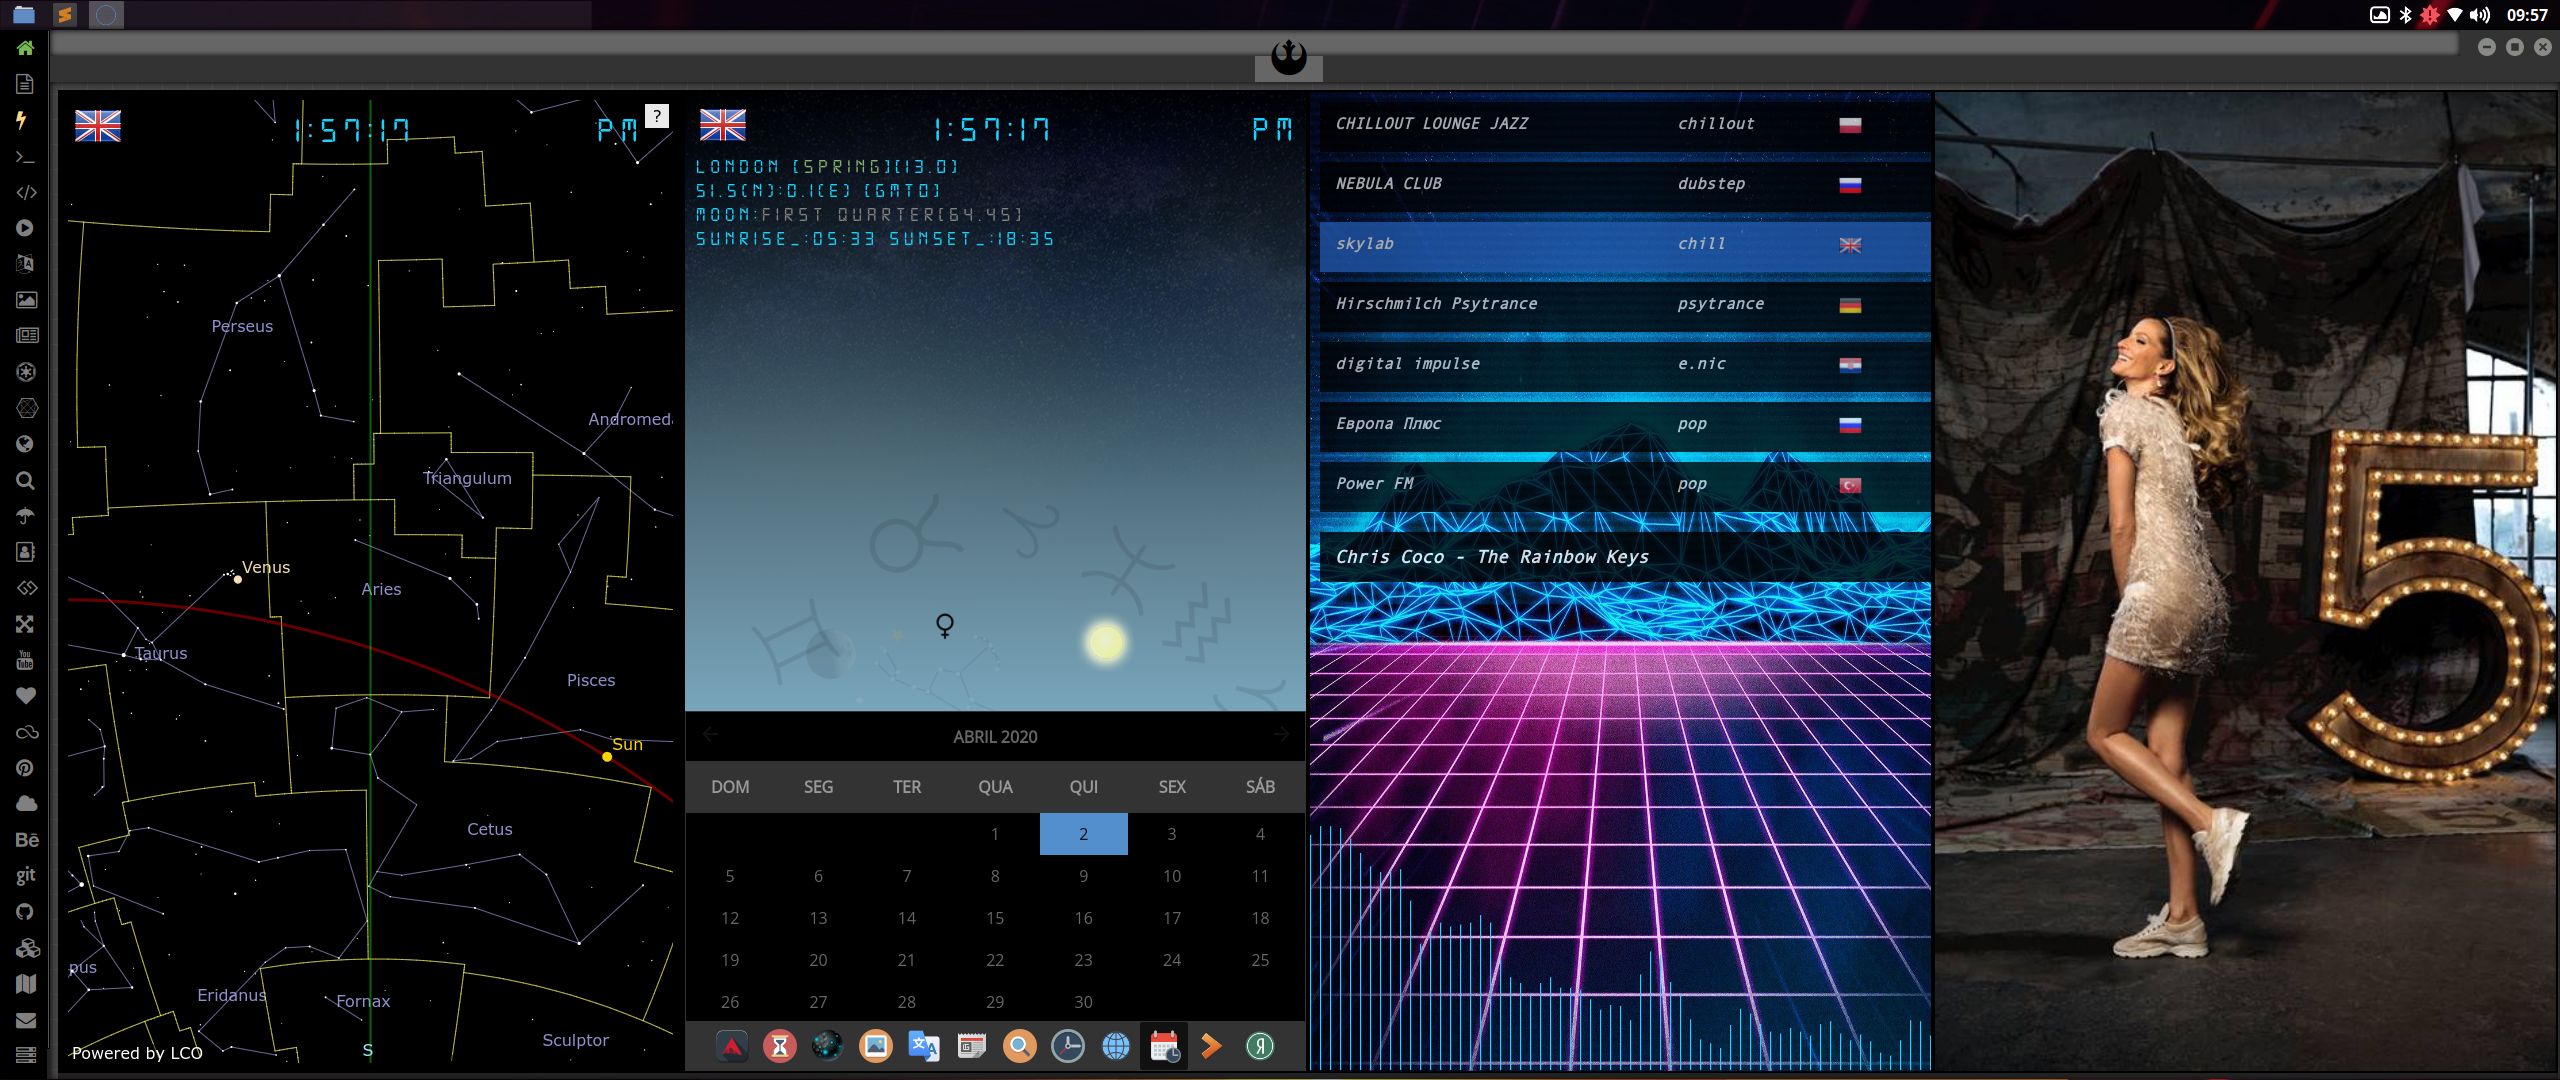 09:57
1:57:17 PM
?
Perseus
Andromeda
Triangulum
Venus
Aries
Taurus
Pisces
Sun
Cetus
pus
Eridanus
Fornax
Sculptor
Powered by LCO
S
1:57:17 PM
LONDON [SPRING][13.0]
51.5(N):0.1(E) [GMT0]
MOON:FIRST QUARTER[64.45]
SUNRISE_:05:33 SUNSET_:18:35
ABRIL 2020
DOM SEG TER QUA QUI SEX SÁB
1 2 3 4
5 6 7 8 9 10 11
12 13 14 15 16 17 18
19 20 21 22 23 24 25
26 27 28 29 30
CHILLOUT LOUNGE JAZZ chillout
NEBULA CLUB dubstep
skylab chill
Hirschmilch Psytrance psytrance
digital impulse e.nic
Европа Плюс pop
Power FM pop
Chris Coco - The Rainbow Keys
5
You
Tube
Bē
git